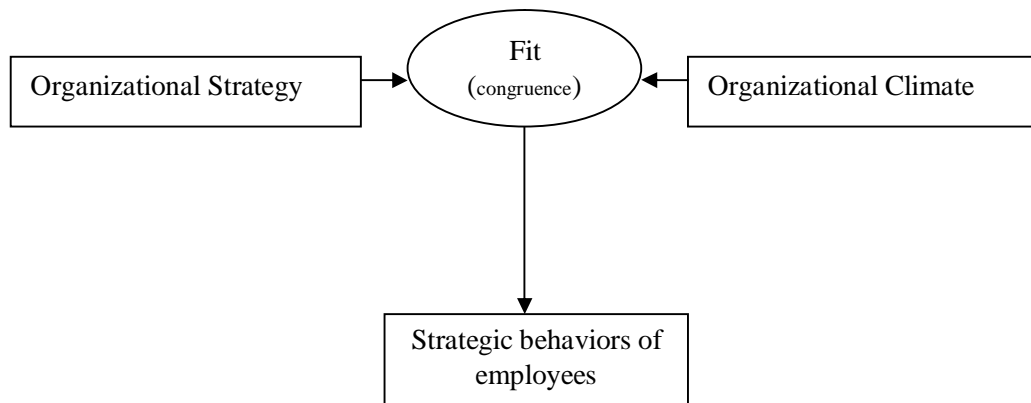 Fit
(congruence)
Organizational Strategy
Organizational Climate
Strategic behaviors of
employees